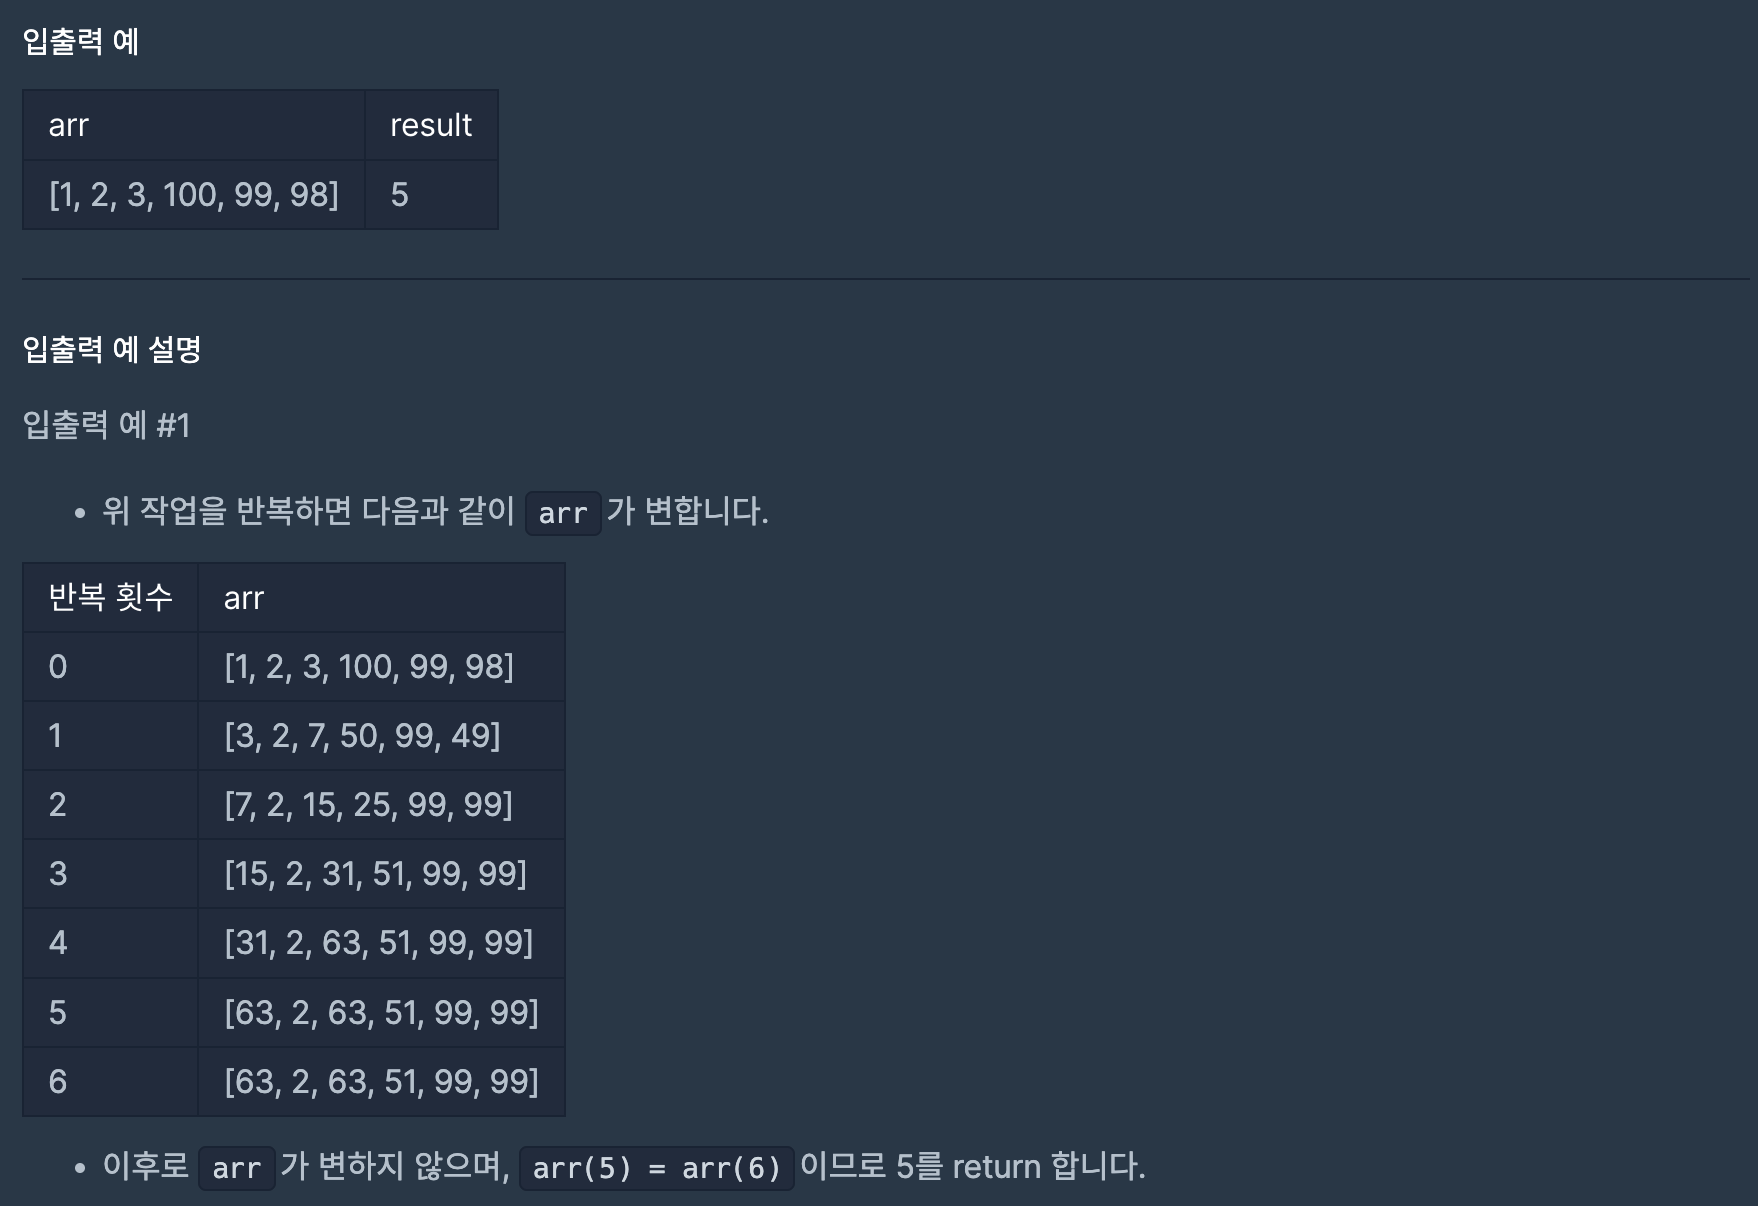 입출력 예
arr result
[1, 2, 3, 100, 99, 98] 5
입출력 예 설명
입출력 예 #1
• 위 작업을 반복하면 다음과 같이 arr 가 변합니다.
반복 횟수 arr
0 [1, 2, 3, 100, 99, 98]
1 [3, 2, 7, 50, 99, 49]
2 [7, 2, 15, 25, 99, 99]
3 [15, 2, 31, 51, 99, 99]
4 [31, 2, 63, 51, 99, 99]
5 [63, 2, 63, 51, 99, 99]
6 [63, 2, 63, 51, 99, 99]
• 이후로 arr 가 변하지 않으며, arr(5) = arr(6) 이므로 5를 return 합니다.